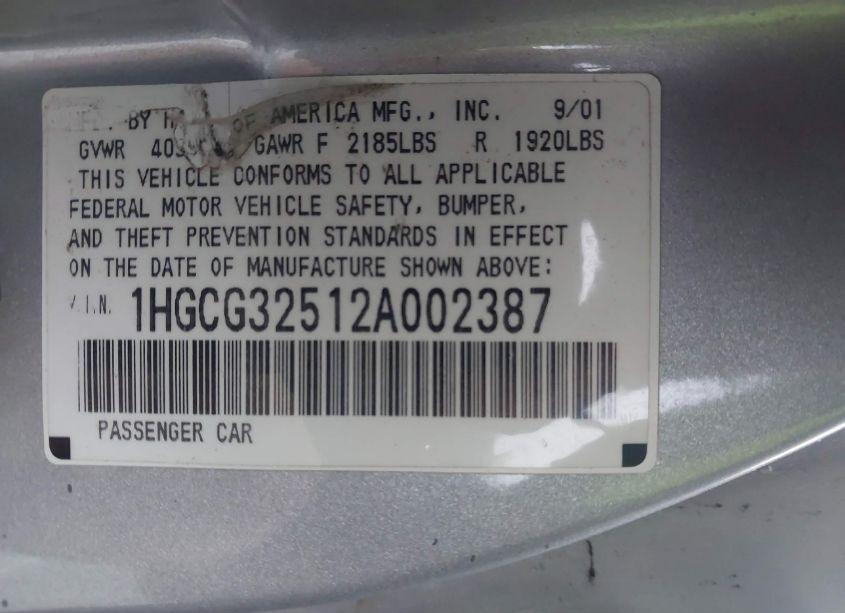 BY OF AMERICA MFG., INC. 9/01
GVWR GAWR F 2185LBS R 1920LBS
THIS VEHICLE CONFORMS TO ALL APPLICABLE
FEDERAL MOTOR VEHICLE SAFETY, BUMPER,
AND THEFT PREVENTION STANDARDS IN EFFECT
ON THE DATE OF MANUFACTURE SHOWN ABOVE:
V.I.N. 1HGCG32512A002387
PASSENGER CAR